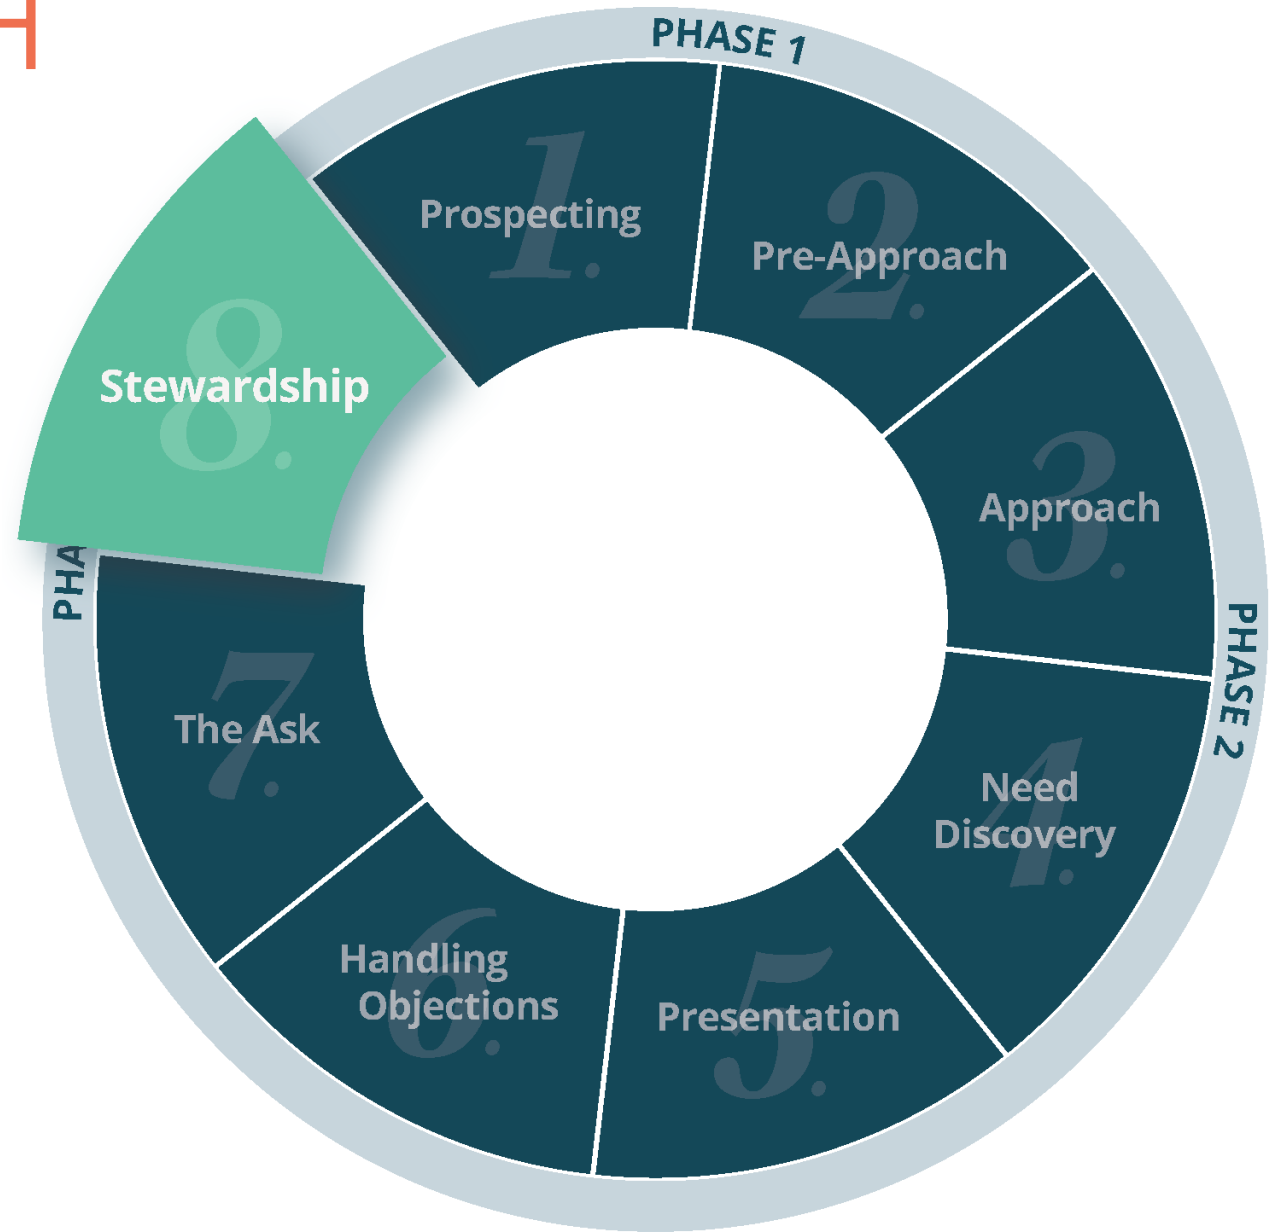 H
PHASE 1
1.
Prospecting
2.
Pre-Approach
3.
Approach
PHASE 2
4.
Need
Discovery
5.
Presentation
6.
Handling
Objections
7.
The Ask
PHA
8.
Stewardship